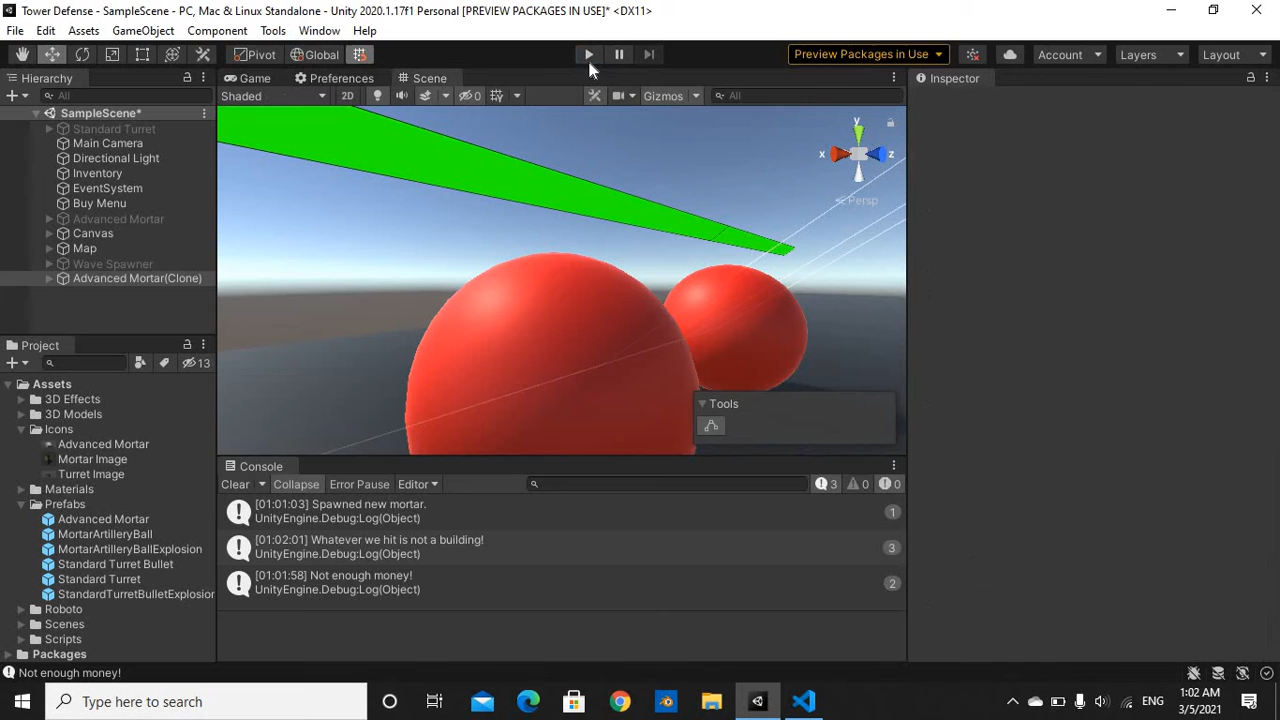 Tower Defense - SampleScene - PC, Mac & Linux Standalone - Unity 2020.1.17f1 Personal [PREVIEW PACKAGES IN USE]* <DX11>
File Edit Assets GameObject Component Tools Window Help
Pivot Global Preview Packages in Use Account Layers Layout
Hierarchy Game Preferences Scene Inspector
All Shaded 2D 0 Gizmos All
SampleScene*
Standard Turret
Main Camera
Directional Light
Inventory
EventSystem
Buy Menu
Advanced Mortar
Canvas
Map
Wave Spawner
Advanced Mortar(Clone)
y
x z
< Persp
Tools
Project
13
Assets
3D Effects
3D Models
Icons
Advanced Mortar
Mortar Image
Turret Image
Materials
Prefabs
Advanced Mortar
MortarArtilleryBall
MortarArtilleryBallExplosion
Standard Turret Bullet
Standard Turret
StandardTurretBulletExplosion
Roboto
Scenes
Scripts
Packages
Console
Clear Collapse Error Pause Editor 3 0 0
[01:01:03] Spawned new mortar.
UnityEngine.Debug:Log(Object)
1
[01:02:01] Whatever we hit is not a building!
UnityEngine.Debug:Log(Object)
3
[01:01:58] Not enough money!
UnityEngine.Debug:Log(Object)
2
Not enough money!
Type here to search
ENG
1:02 AM
3/5/2021